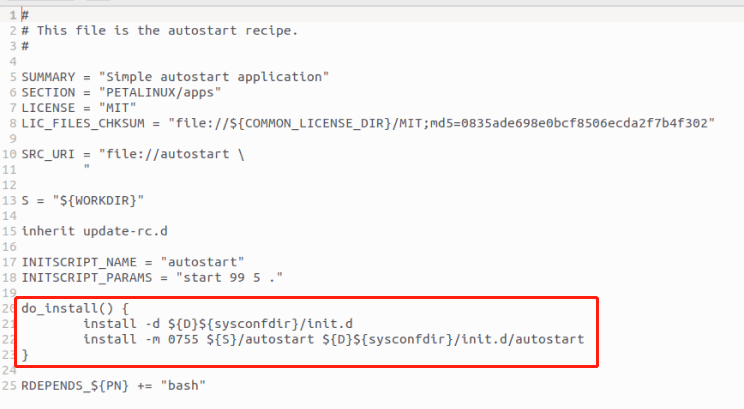 1 #
2 # This file is the autostart recipe.
3 #
4
5 SUMMARY = "Simple autostart application"
6 SECTION = "PETALINUX/apps"
7 LICENSE = "MIT"
8 LIC_FILES_CHKSUM = "file://${COMMON_LICENSE_DIR}/MIT;md5=0835ade698e0bcf8506ecda2f7b4f302"
9
10 SRC_URI = "file://autostart \
11         "
12
13 S = "${WORKDIR}"
14
15 inherit update-rc.d
16
17 INITSCRIPT_NAME = "autostart"
18 INITSCRIPT_PARAMS = "start 99 5 ."
19
20 do_install() {
21         install -d ${D}${sysconfdir}/init.d
22         install -m 0755 ${S}/autostart ${D}${sysconfdir}/init.d/autostart
23 }
24
25 RDEPENDS_${PN} += "bash"